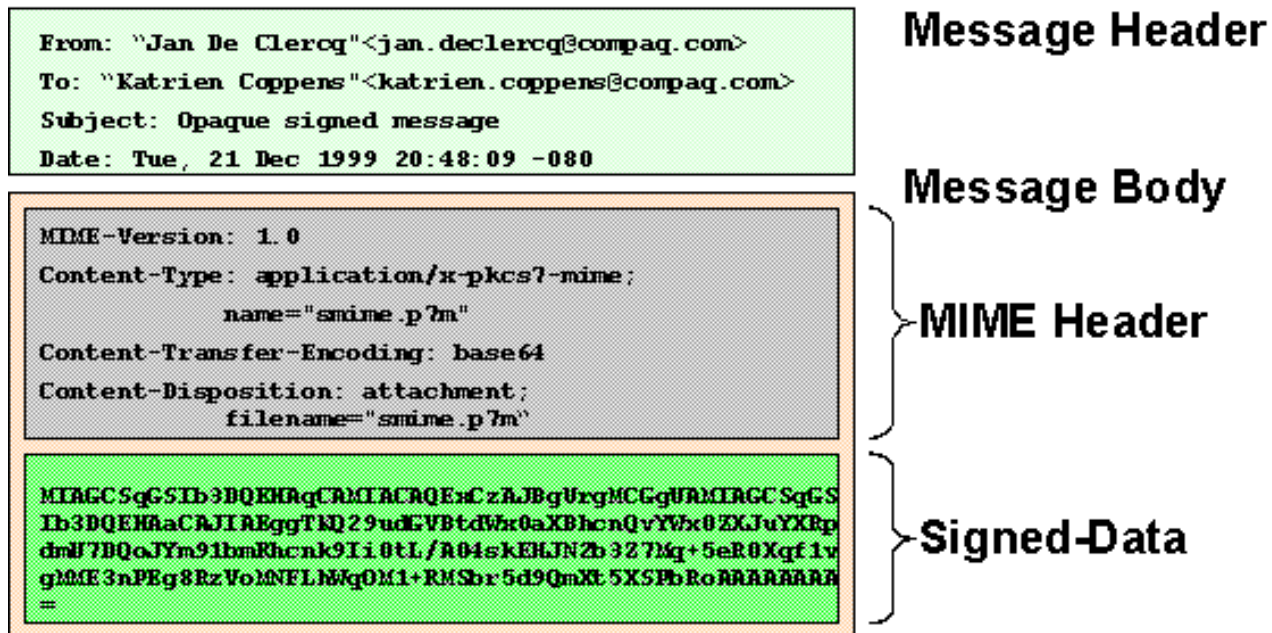 From: "Jan De Clercq"<jan.declercq@compaq.com>
To: "Katrien Coppens"<katrien.coppens@compaq.com>
Subject: Opaque signed message
Date: Tue, 21 Dec 1999 20:48:09 -080
Message Header
Message Body
MIME-Version: 1.0
Content-Type: application/x-pkcs7-mime;
name="smime.p7m"
Content-Transfer-Encoding: base64
Content-Disposition: attachment;
filename="smime.p7m"
MIME Header
MIAGCSqGSIb3DQEHAqCAMIACAQExCzAJBgUrgMCGgUAMIAGCSqGS
Signed-Data
=